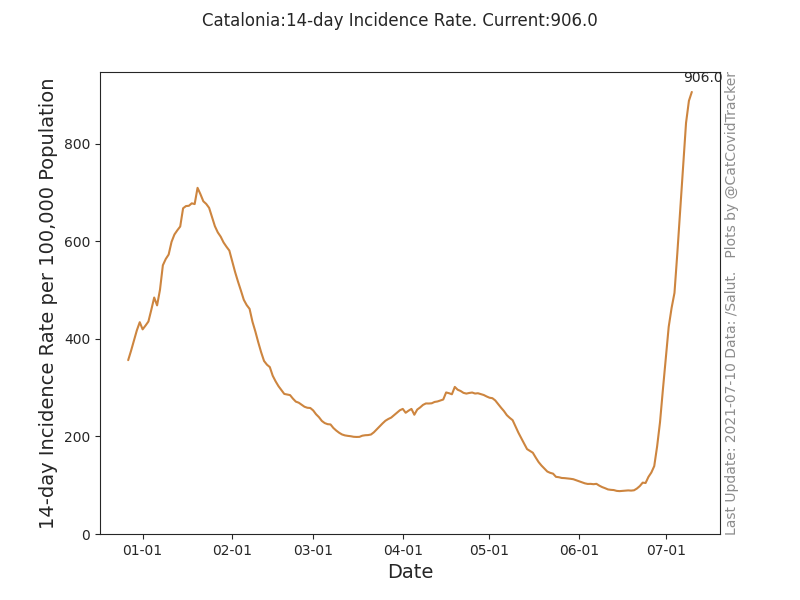 Catalonia:14-day Incidence Rate. Current:906.0
906.0
14-day Incidence Rate per 100,000 Population
800
600
400
200
0
01-01 02-01 03-01 04-01 05-01 06-01 07-01
Date
Last Update: 2021-07-10 Data: /Salut. Plots by @CatCovidTracker